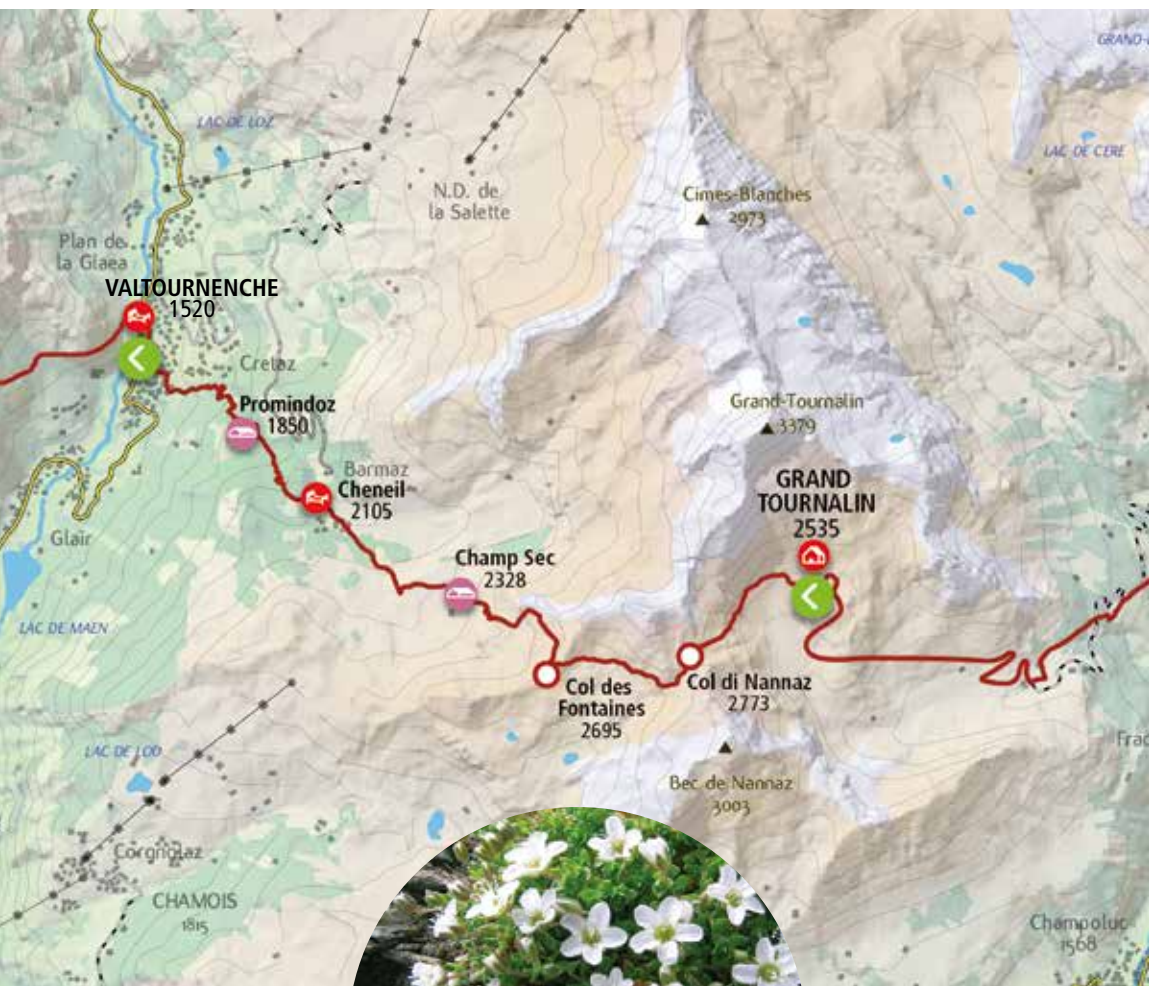 GRAND-
LAC DE LOZ
LAC DE CERE
N.D. de
la Salette
Cimes-Blanches
2973
Plan de
la Glaea
VALTOURNENCHE
1520
Cretaz
Promindoz
1850
Grand-Tournalin
3379
Barmaz
Cheneil
2105
GRAND
TOURNALIN
2535
Glair
Champ Sec
2328
LAC DE MAEN
Col des
Fontaines
2695
Col di Nannaz
2773
LAC DE LOD
Frac
Bec de Nannaz
3003
Corgnolaz
CHAMOIS
1815
Champoluc
1568